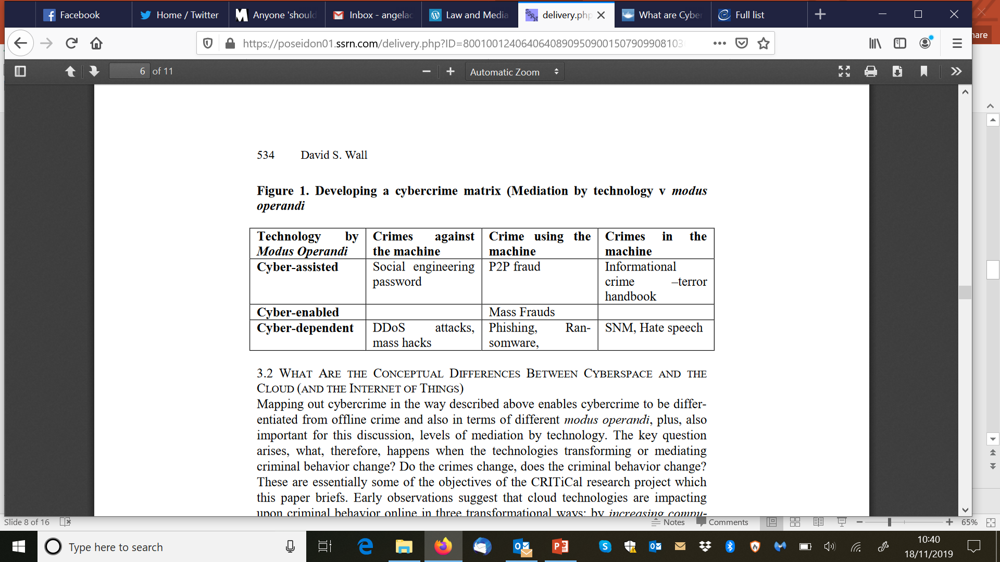 Facebook
Home / Twitter
Anyone 'should
Inbox - angelac
Law and Media
delivery.php
What are Cyber
Full list
hare
https://poseidon01.ssrn.com/delivery.php?ID=80010012406406408909509001507909908103
6 of 11
Automatic Zoom
534 David S. Wall
Figure 1. Developing a cybercrime matrix (Mediation by technology v modus
operandi
Technology by
Modus Operandi
Crimes against
the machine
Crime using the
machine
Crimes in the
machine
Cyber-assisted
Social engineering
password
P2P fraud
Informational
crime –terror
handbook
Cyber-enabled
Mass Frauds
Cyber-dependent
DDoS attacks,
mass hacks
Phishing, Ran-
somware,
SNM, Hate speech
3.2 WHAT ARE THE CONCEPTUAL DIFFERENCES BETWEEN CYBERSPACE AND THE
CLOUD (AND THE INTERNET OF THINGS)
Mapping out cybercrime in the way described above enables cybercrime to be differ-
entiated from offline crime and also in terms of different modus operandi, plus, also
important for this discussion, levels of mediation by technology. The key question
arises, what, therefore, happens when the technologies transforming or mediating
criminal behavior change? Do the crimes change, does the criminal behavior change?
These are essentially some of the objectives of the CRITiCal research project which
this paper briefs. Early observations suggest that cloud technologies are impacting
upon criminal behavior online in three transformational ways: by increasing compu-
Slide 8 of 16
Notes
Comments
65%
Type here to search
10:40
18/11/2019